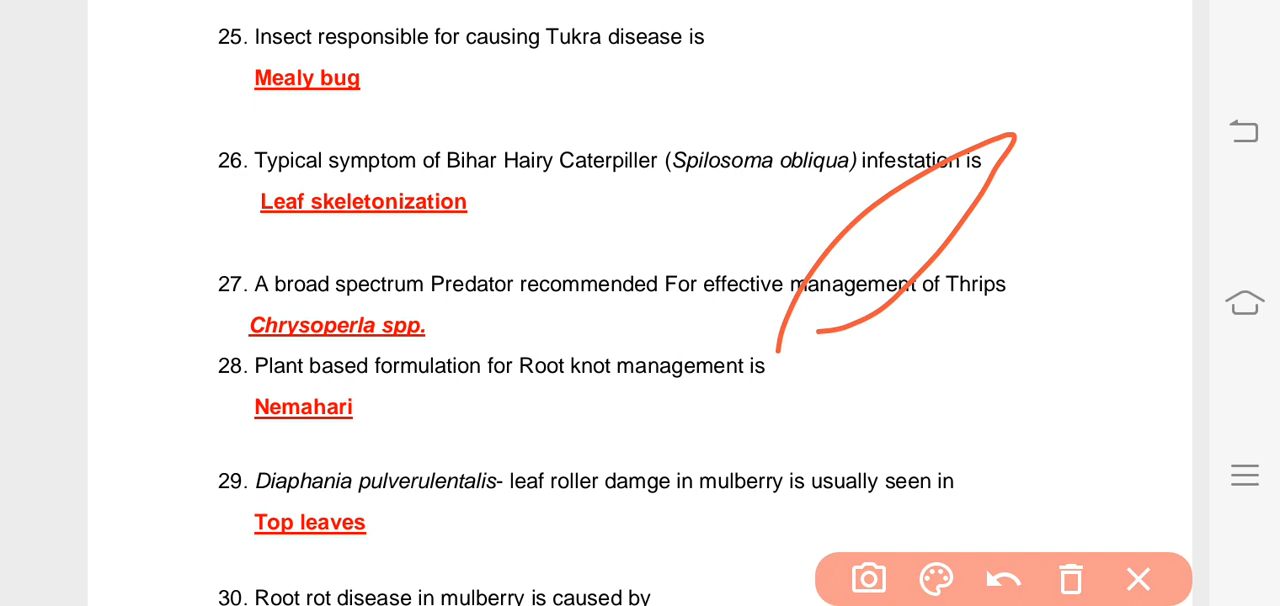 25. Insect responsible for causing Tukra disease is
Mealy bug
26. Typical symptom of Bihar Hairy Caterpiller (Spilosoma obliqua) infestation is
Leaf skeletonization
27. A broad spectrum Predator recommended For effective management of Thrips
Chrysoperla spp.
28. Plant based formulation for Root knot management is
Nemahari
29. Diaphania pulverulentalis- leaf roller damge in mulberry is usually seen in
Top leaves
30. Root rot disease in mulberry is caused by